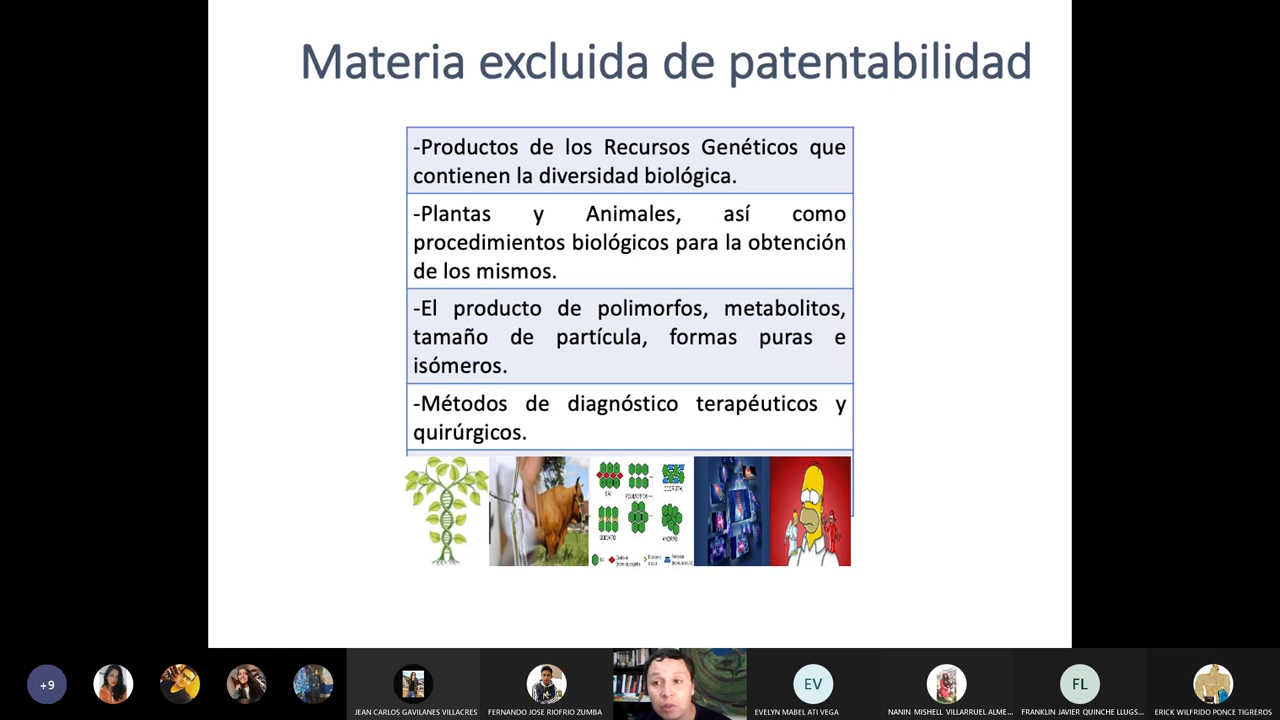 Materia excluida de patentabilidad
-Productos de los Recursos Genéticos que
contienen la diversidad biológica.
-Plantas y Animales, así como
procedimientos biológicos para la obtención
de los mismos.
-El producto de polimorfos, metabolitos,
tamaño de partícula, formas puras e
isómeros.
-Métodos de diagnóstico terapéuticos y
quirúrgicos.
SAL POLIMORFOS
+9
EV
FL
JEAN CARLOS GAVILANES VILLACRES
FERNANDO JOSE RIOFRIO ZUMBA
EVELYN MABEL ATI VEGA
NANIN MISHELL VILLARRUEL ALME...
FRANKLIN JAVIER QUINCHE LLUGS...
ERICK WILFRIDO PONCE TIGREROS